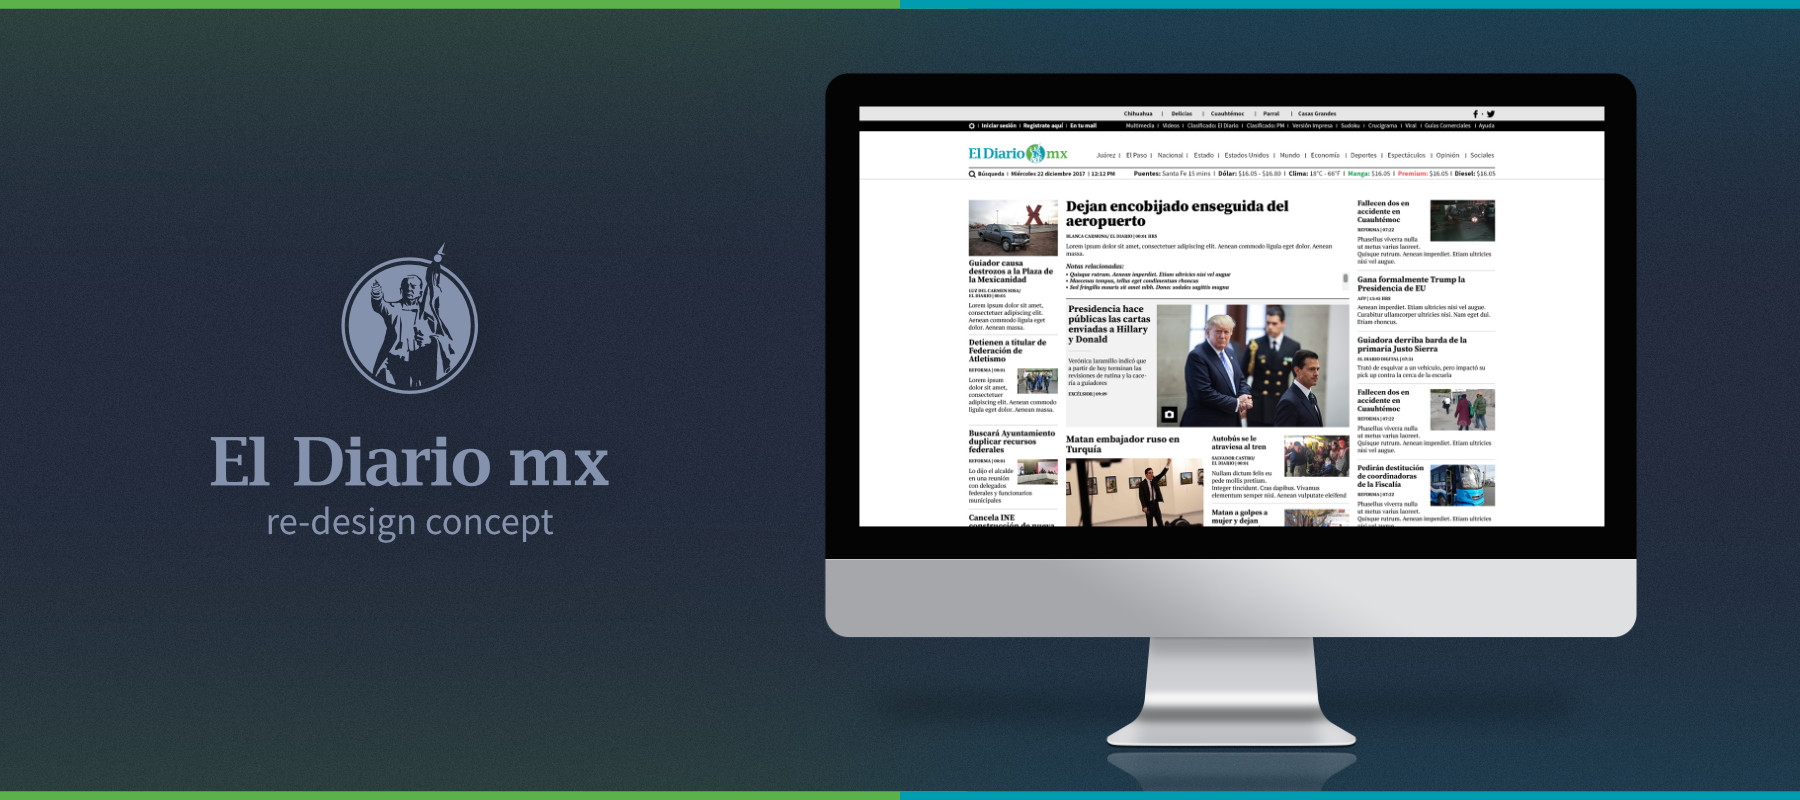 El Diario mx
re-design concept
Chihuahua | Delicias | Cuauhtémoc | Parral | Casas Grandes
| Iniciar sesión | Regístrate aquí | En tu mail
Multimedia | Videos | Clasificado: El Diario | Clasificado: PM | Versión Impresa | Sudoku | Crucigrama | Viral | Guías Comerciales | Ayuda
El Diario mx
Juárez | El Paso | Nacional | Estado | Estados Unidos | Mundo | Economía | Deportes | Espectáculos | Opinión | Sociales
Búsqueda | Miércoles 22 diciembre 2017 | 12:12 PM
Puentes: Santa Fe 15 mins | Dólar: $16.05 - $16.80 | Clima: 18°C - 66°F | Magna: $16.05 | Premium: $16.05 | Diesel: $16.05
Guiador causa
destrozos a la Plaza de
la Mexicanidad
LUZ DEL CARMEN SOSA/
EL DIARIO | 00:01
Lorem ipsum dolor sit amet,
consectetuer adipiscing elit.
Aenean commodo ligula eget
dolor. Aenean massa.
Detienen a titular de
Federación de
Atletismo
REFORMA | 00:01
Lorem ipsum
dolor sit amet,
consectetuer
adipiscing elit. Aenean commodo
ligula eget dolor. Aenean massa.
Buscará Ayuntamiento
duplicar recursos
federales
REFORMA | 00:01
Lo dijo el alcalde
en una reunión
con delegados
federales y funcionarios
municipales
Cancela INE
construcción de nueva
Dejan encobijado enseguida del
aeropuerto
BLANCA CARMONA/ EL DIARIO | 00:01 HRS
Lorem ipsum dolor sit amet, consectetuer adipiscing elit. Aenean commodo ligula eget dolor. Aenean
massa.
Notas relacionadas:
• Quisque rutrum. Aenean imperdiet. Etiam ultricies nisi vel augue
• Maecenas tempus, tellus eget condimentum rhoncus
• Sed fringilla mauris sit amet nibh. Donec sodales sagittis magna
Presidencia hace
públicas las cartas
enviadas a Hillary
y Donald
Verónica Jaramillo indicó que
a partir de hoy terminan las
revisiones de rutina y la cace-
ría a guiadores
EXCÉLSIOR | 09:09
Matan embajador ruso en
Turquía
Autobús se le
atraviesa al tren
SALVADOR CASTRO/
EL DIARIO | 00:01
Nullam dictum felis eu
pede mollis pretium.
Integer tincidunt. Cras dapibus. Vivamus
elementum semper nisi. Aenean vulputate eleifend
Matan a golpes a
mujer y dejan
Fallecen dos en
accidente en
Cuauhtémoc
REFORMA | 07:22
Phasellus viverra nulla
ut metus varius laoreet.
Quisque rutrum. Aenean imperdiet. Etiam ultricies
nisi vel augue.
Gana formalmente Trump la
Presidencia de EU
AFP | 15:41 HRS
Aenean imperdiet. Etiam ultricies nisi vel augue.
Curabitur ullamcorper ultricies nisi. Nam eget dui.
Etiam rhoncus.
Guiadora derriba barda de la
primaria Justo Sierra
EL DIARIO DIGITAL | 07:11
Trató de esquivar a un vehículo, pero impactó su
pick up contra la cerca de la escuela
Fallecen dos en
accidente en
Cuauhtémoc
REFORMA | 07:22
Phasellus viverra nulla
ut metus varius laoreet.
Quisque rutrum. Aenean imperdiet. Etiam ultricies
nisi vel augue.
Pedirán destitución
de coordinadoras
de la Fiscalía
REFORMA | 07:22
Phasellus viverra nulla
ut metus varius laoreet.
Quisque rutrum. Aenean imperdiet. Etiam ultricies